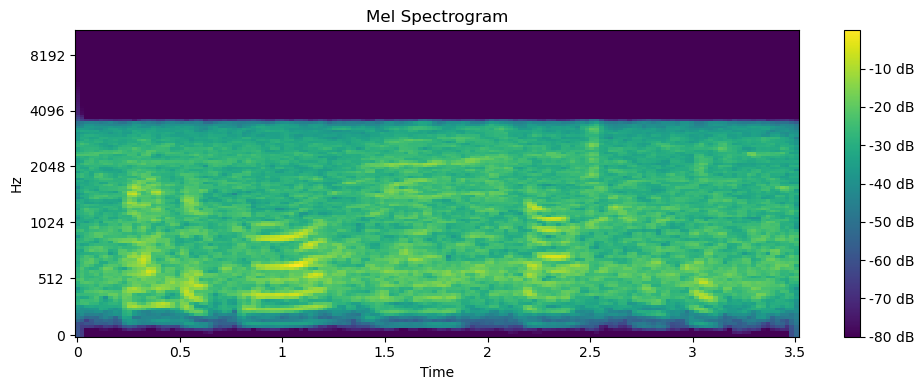 Mel Spectrogram
Hz
8192
4096
2048
1024
512
0
0 0.5 1 1.5 2 2.5 3 3.5
Time
-10 dB
-20 dB
-30 dB
-40 dB
-50 dB
-60 dB
-70 dB
-80 dB